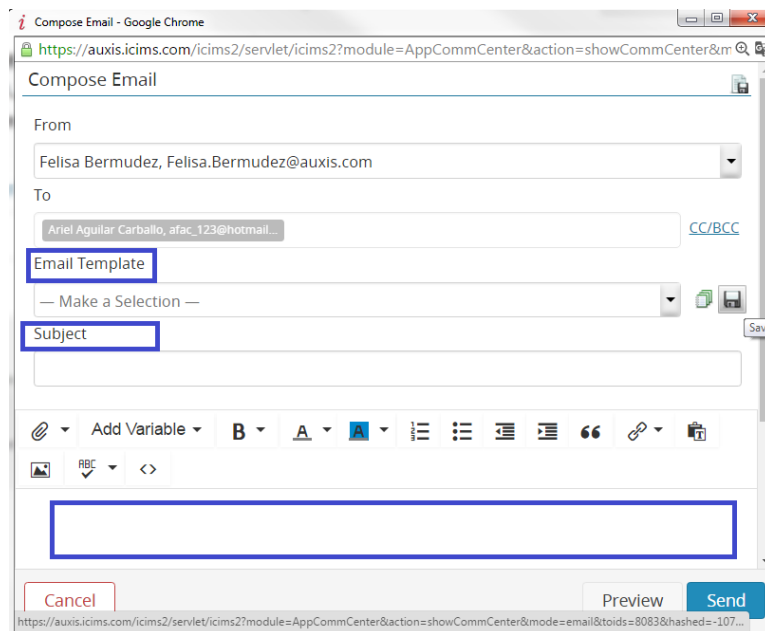 Compose Email - Google Chrome
https://auxis.icims.com/icims2/servlet/icims2?module=AppCommCenter&action=showCommCenter&m
Compose Email
From
Felisa Bermudez, Felisa.Bermudez@auxis.com
To
Ariel Aguilar Carballo, afac_123@hotmail...
CC/BCC
Email Template
— Make a Selection —
Sav
Subject
Add Variable
B A A
ABC <>
Cancel Preview Send
https://auxis.icims.com/icims2/servlet/icims2?module=AppCommCenter&action=showCommCenter&mode=email&toids=8083&hashed=-107...